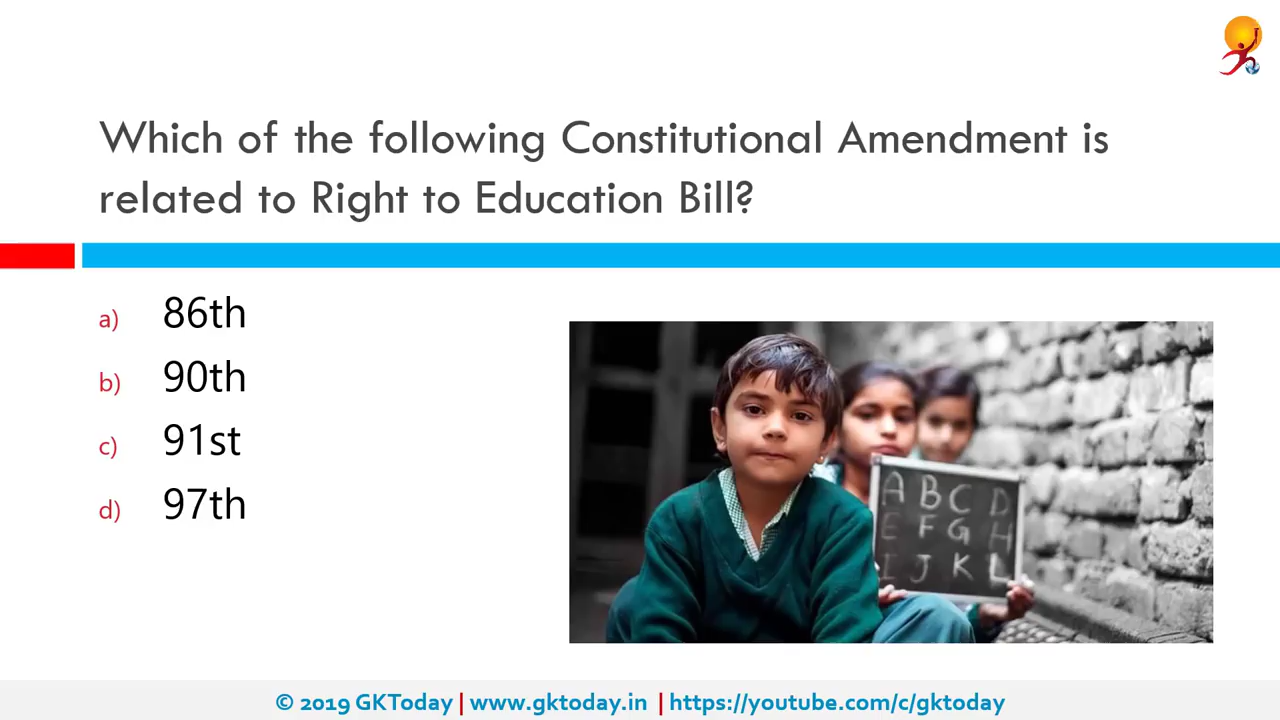 Which of the following Constitutional Amendment is
related to Right to Education Bill?
a) 86th
b) 90th
c) 91st
d) 97th
A B C D
E F G H
I J K L
© 2019 GKToday | www.gktoday.in | https://youtube.com/c/gktoday